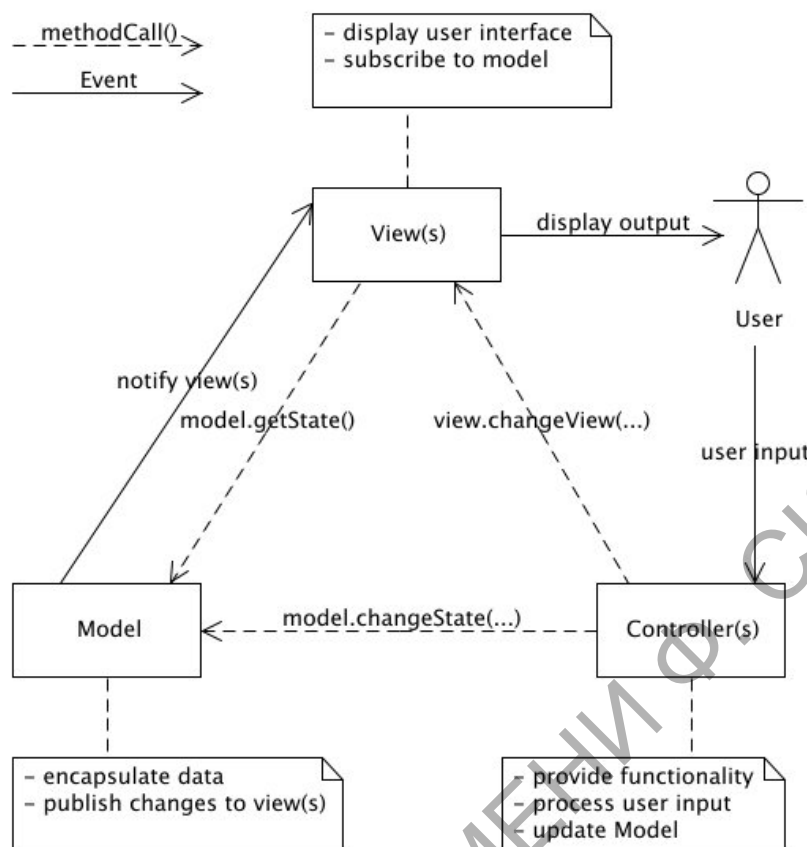 methodCall()
Event
– display user interface
– subscribe to model
View(s)
display output
User
notify view(s)
model.getState()
view.changeView(...)
user input
Model
model.changeState(...)
Controller(s)
– encapsulate data
– publish changes to view(s)
– provide functionality
– process user input
– update Model
МЕНИ Ф. С